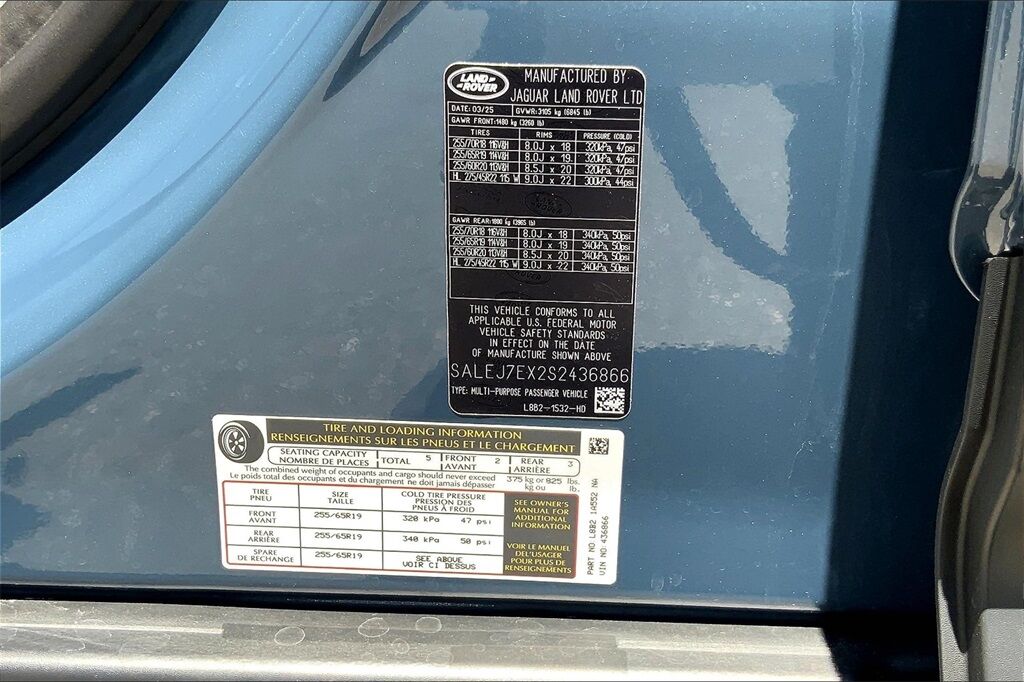 LAND ROVER
MANUFACTURED BY
JAGUAR LAND ROVER LTD
DATE: 03/25 GVWR: 3105 kg (6845 lb)
GAWR FRONT: 1480 kg (3260 lb)
TIRES RIMS PRESSURE (COLD)
255/70R18 116V&H 8.0J x 18 320kPa, 47psi
255/65R19 114V&H 8.0J x 19 320kPa, 47psi
255/60R20 113V&H 8.5J x 20 320kPa, 47psi
HL 275/45R22 115 W 9.0J x 22 300kPa, 44psi
GAWR REAR: 1800 kg (3965 lb)
255/70R18 116V&H 8.0J x 18 340kPa, 50psi
255/65R19 114V&H 8.0J x 19 340kPa, 50psi
255/60R20 113V&H 8.5J x 20 340kPa, 50psi
HL 275/45R22 115 W 9.0J x 22 340kPa, 50psi
THIS VEHICLE CONFORMS TO ALL
APPLICABLE U.S. FEDERAL MOTOR
VEHICLE SAFETY STANDARDS
IN EFFECT ON THE DATE
OF MANUFACTURE SHOWN ABOVE
SALEJ7EX2S2436866
TYPE: MULTI-PURPOSE PASSENGER VEHICLE
L8B2-1532-HD
TIRE AND LOADING INFORMATION
RENSEIGNEMENTS SUR LES PNEUS ET LE CHARGEMENT
SEATING CAPACITY
NOMBRE DE PLACES
TOTAL 5
FRONT
AVANT
2
REAR
ARRIÈRE
3
The combined weight of occupants and cargo should never exceed 375 kg or 825 lbs.
Le poids total des occupants et du chargement ne doit jamais dépasser kg ou lb.
TIRE
PNEU
SIZE
TAILLE
COLD TIRE PRESSURE
PRESSION DES
PNEUS À FROID
FRONT
AVANT
255/65R19
320 kPa 47 psi
REAR
ARRIÈRE
255/65R19
340 kPa 50 psi
SPARE
DE RECHANGE
255/65R19
SEE ABOVE
VOIR CI DESSUS
SEE OWNER'S
MANUAL FOR
ADDITIONAL
INFORMATION
VOIR LE MANUEL
DEL'USAGER
POUR PLUS DE
RENSEIGNEMENTS
PART NO L8B2 1A552 NA
VIN NO: 436866